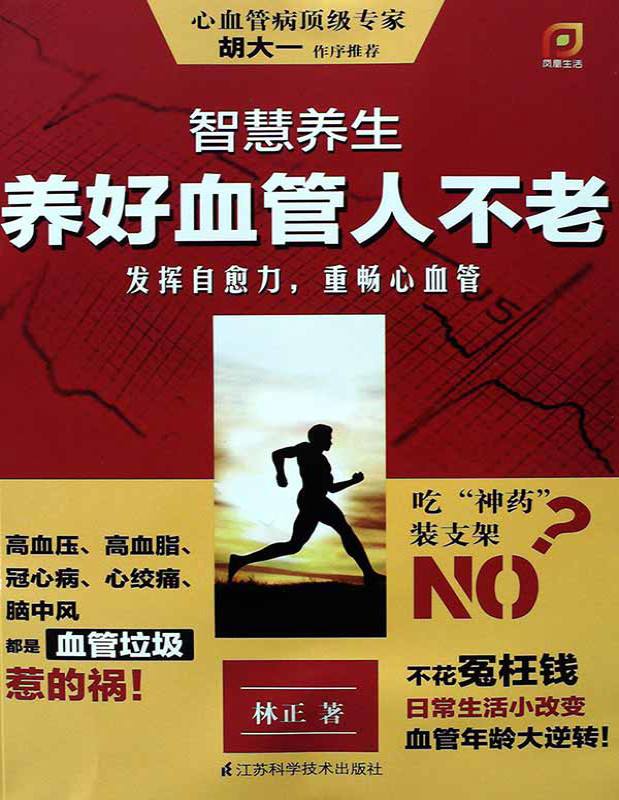 心血管病顶级专家
胡大一 作序推荐
凤凰生活
智慧养生
养好血管人不老
发挥自愈力，重畅心血管
吃“神药”
装支架
NO?
高血压、高血脂、
冠心病、心绞痛、
脑中风
都是 血管垃圾
惹的祸！
不花冤枉钱
日常生活小改变
血管年龄大逆转！
林正 著
江苏科学技术出版社